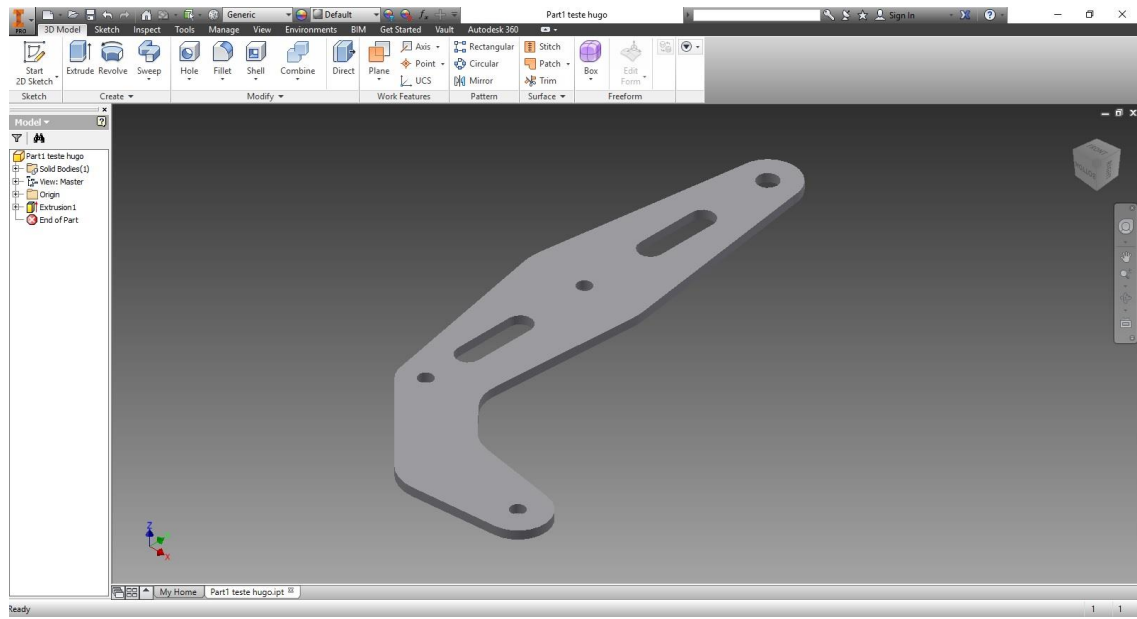 PRO
Generic
Default
Part1 teste hugo
Sign In
3D Model Sketch Inspect Tools Manage View Environments BIM Get Started Vault Autodesk 360
Start
2D Sketch
Extrude Revolve Sweep
Hole Fillet Shell Combine
Direct
Plane
Axis
Point
UCS
Rectangular
Circular
Mirror
Stitch
Patch
Trim
Box
Edit
Form
Sketch Create Modify Work Features Pattern Surface Freeform
Model
Part1 teste hugo
Solid Bodies(1)
View: Master
Origin
Extrusion1
End of Part
FRONT
Z
X
My Home Part1 teste hugo.ipt
Ready
1 1